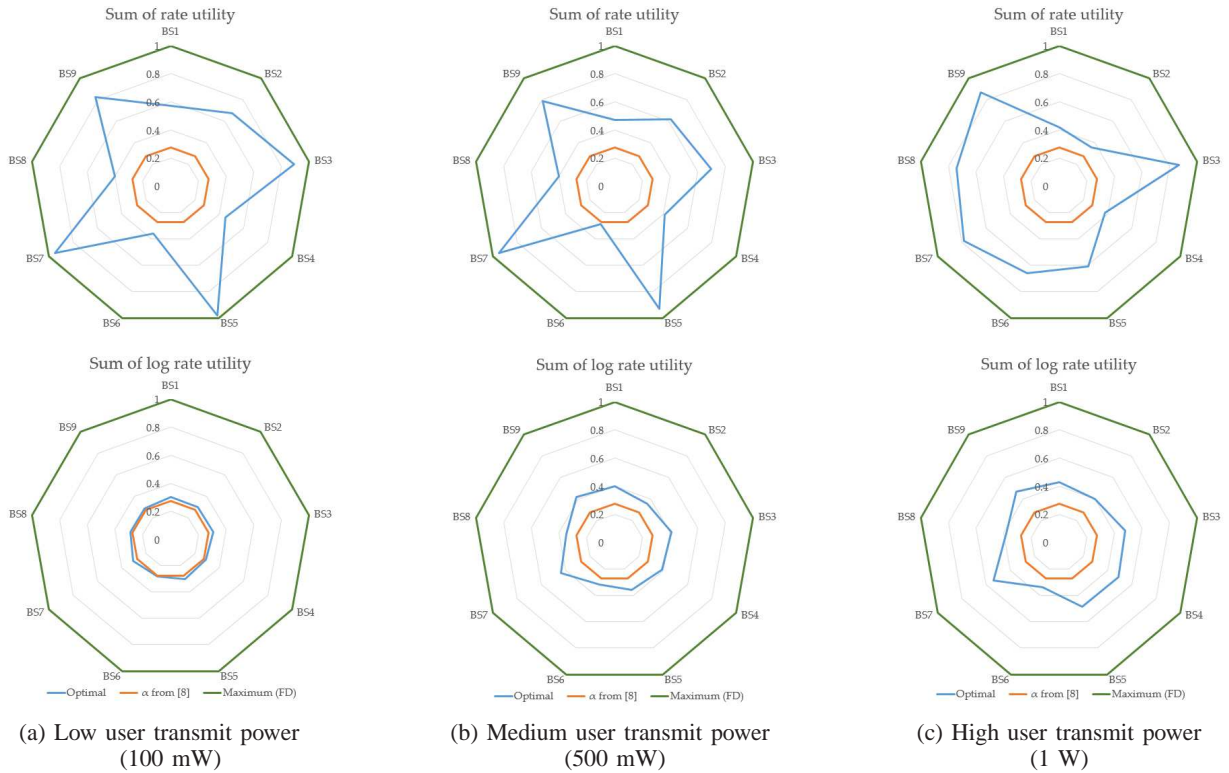 Sum of rate utility
BS1
1
BS9
BS2
0.8
0.6
0.4
BS8
BS3
0.2
0
BS7
BS4
BS6
BS5
Sum of rate utility
BS1
1
BS9
BS2
0.8
0.6
0.4
BS8
BS3
0.2
0
BS7
BS4
BS6
BS5
Sum of rate utility
BS1
1
BS9
BS2
0.8
0.6
0.4
BS8
BS3
0.2
0
BS7
BS4
BS6
BS5
Sum of log rate utility
BS1
1
BS9
BS2
0.8
0.6
0.4
BS8
BS3
0.2
0
BS7
BS4
BS6
BS5
Optimal α from [8] Maximum (FD)
(a) Low user transmit power
(100 mW)
Sum of log rate utility
BS1
1
BS9
BS2
0.8
0.6
0.4
BS8
BS3
0.2
0
BS7
BS4
BS6
BS5
Optimal α from [8] Maximum (FD)
(b) Medium user transmit power
(500 mW)
Sum of log rate utility
BS1
1
BS9
BS2
0.8
0.6
0.4
BS8
BS3
0.2
0
BS7
BS4
BS6
BS5
Optimal α from [8] Maximum (FD)
(c) High user transmit power
(1 W)